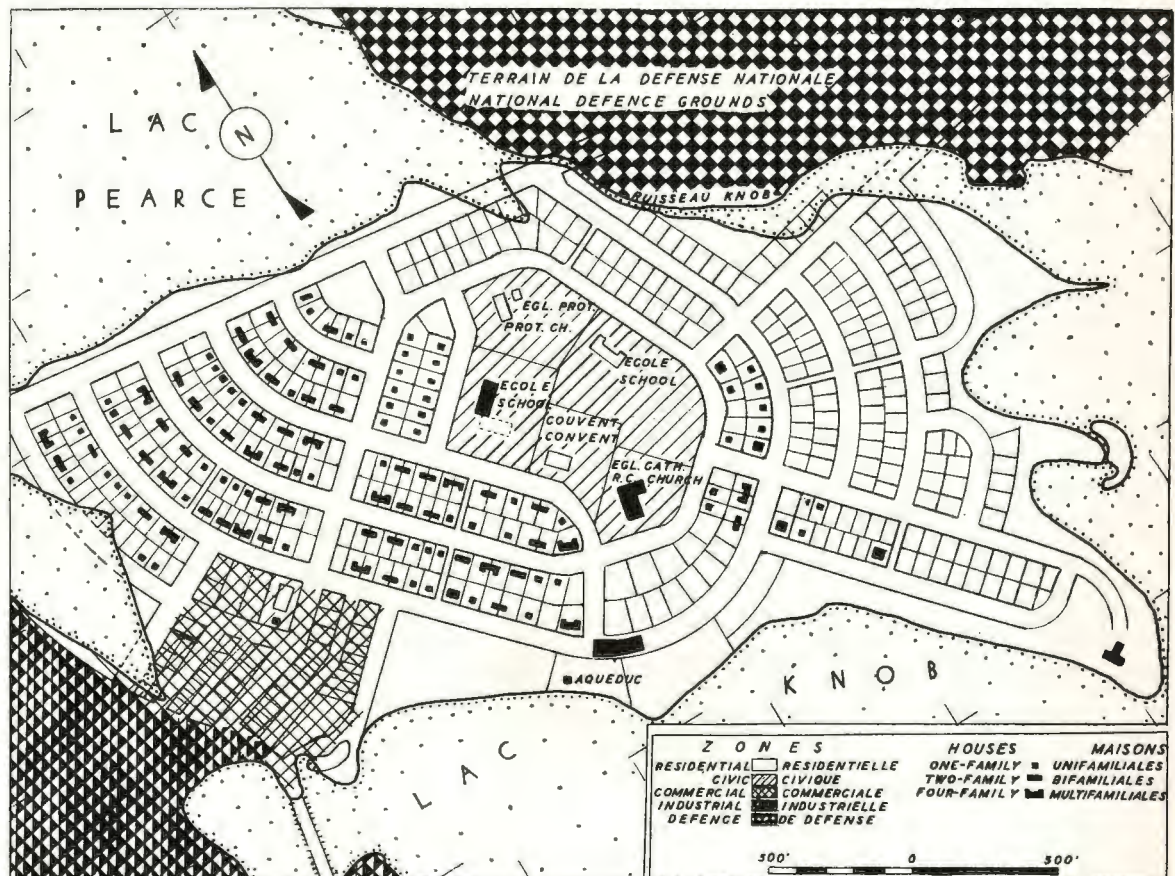 TERRAIN DE LA DEFENSE NATIONALE
NATIONAL DEFENCE GROUNDS
LAC
PEARCE
N
RUISSEAU KNOB
EGL. PROT.
PROT. CH.
ECOLE
SCHOOL
ECOLE
SCHOOL
COUVENT
CONVENT
EGL. CATH.
R.C. CHURCH
AQUEDUC
LAC
KNOB
ZONES
RESIDENTIAL RESIDENTIELLE
CIVIC CIVIQUE
COMMERCIAL COMMERCIALE
INDUSTRIAL INDUSTRIELLE
DEFENCE DE DEFENSE
HOUSES MAISONS
ONE-FAMILY UNIFAMILIALES
TWO-FAMILY BIFAMILIALES
FOUR-FAMILY MULTIFAMILIALES
500' 0 500'